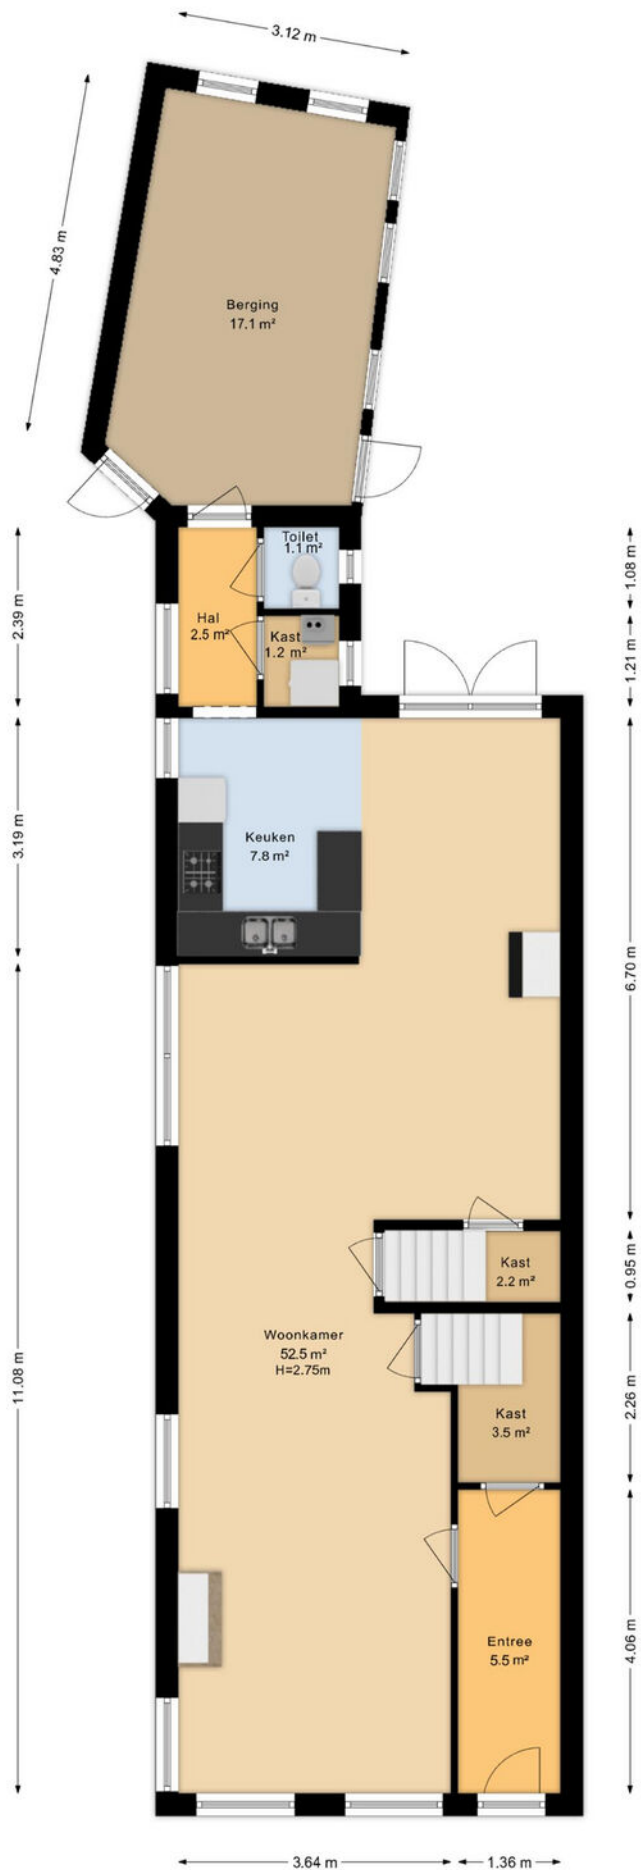 3.12 m
4.83 m
Berging
17.1 m²
Toilet
1.1 m²
1.08 m
2.39 m
Hal
2.5 m²
Kast
1.2 m²
1.21 m
3.19 m
Keuken
7.8 m²
6.70 m
Kast
2.2 m²
0.95 m
Woonkamer
52.5 m²
H=2.75m
11.08 m
2.26 m
Kast
3.5 m²
Entree
5.5 m²
4.06 m
3.64 m
1.36 m